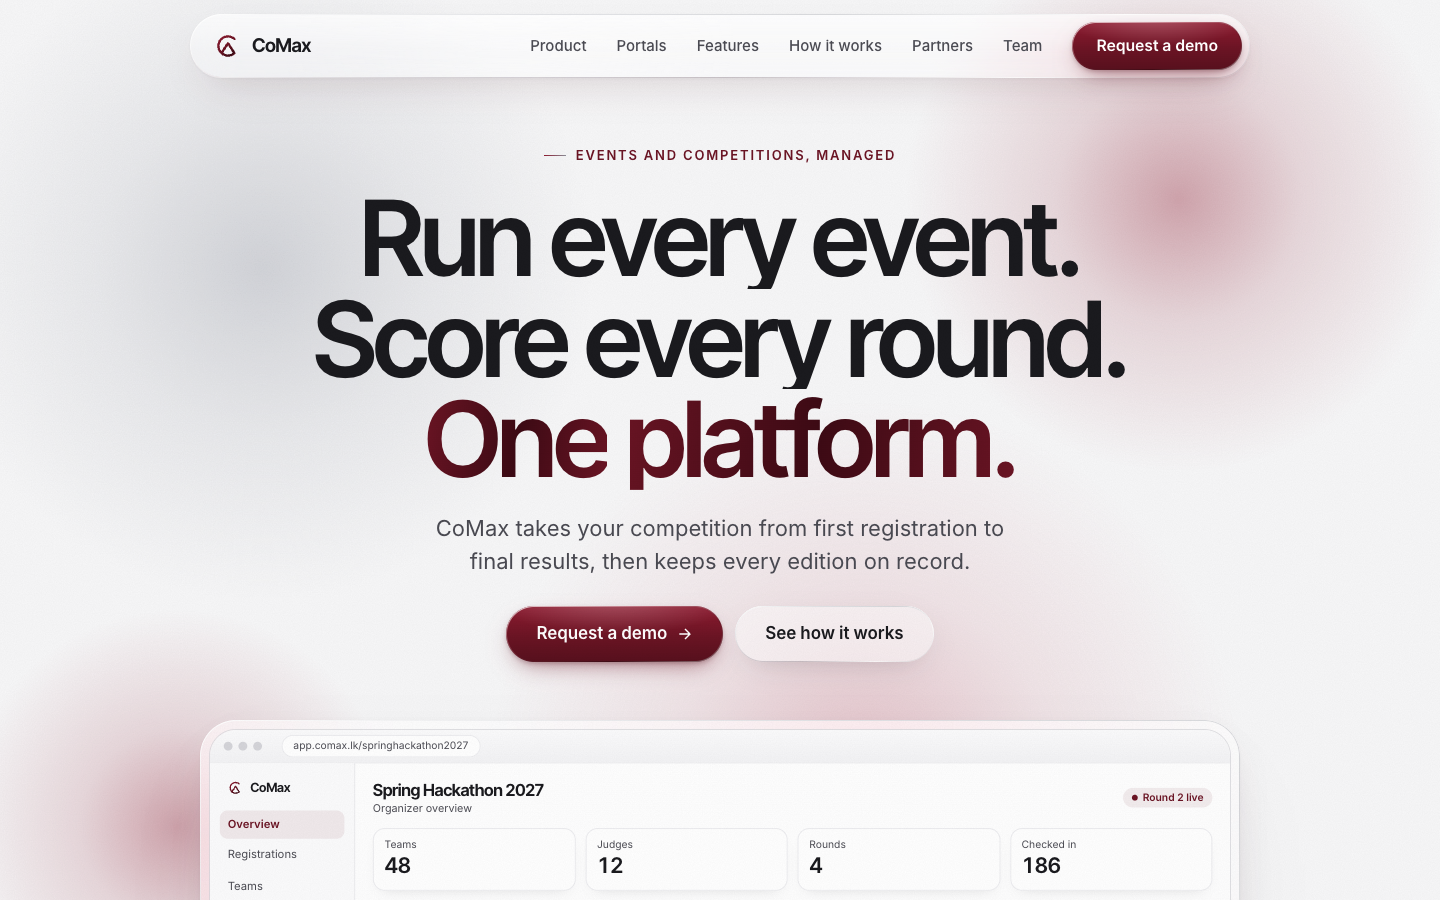 CoMax
Product Portals Features How it works Partners Team Request a demo
EVENTS AND COMPETITIONS, MANAGED
Run every event.
Score every round.
One platform.
CoMax takes your competition from first registration to
final results, then keeps every edition on record.
Request a demo → See how it works
app.comax.lk/springhackathon2027
CoMax
Overview
Registrations
Teams
Spring Hackathon 2027
Organizer overview
Round 2 live
Teams
48
Judges
12
Rounds
4
Checked in
186